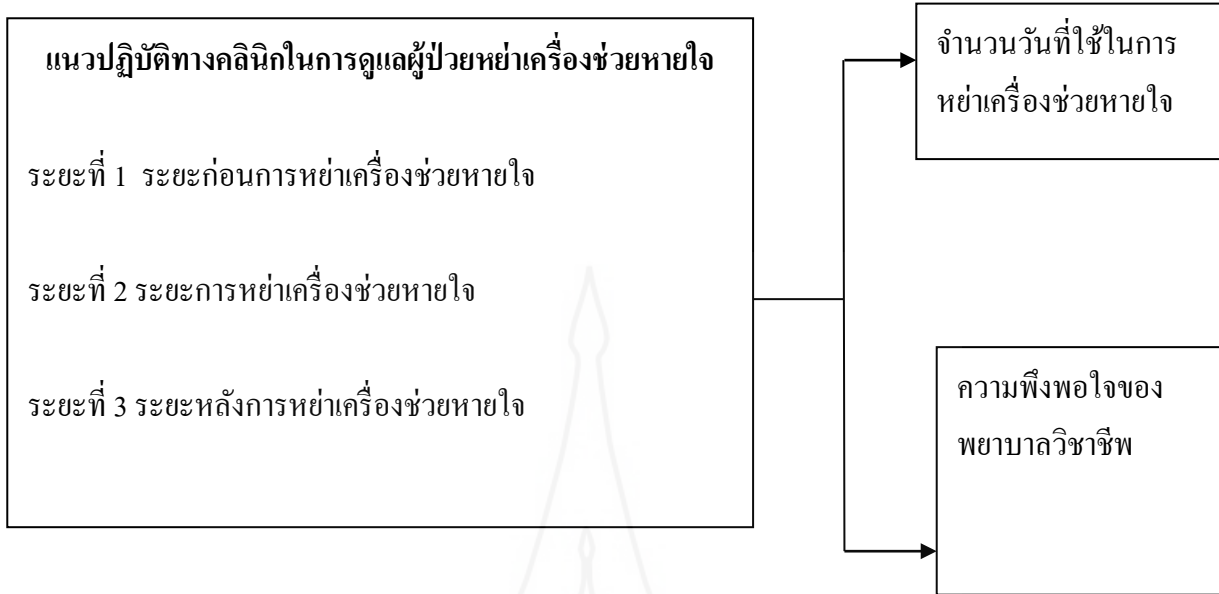 แนวปฏิบัติทางคลินิกในการดูแลผู้ป่วยหย่าเครื่องช่วยหายใจ
ระยะที่ 1 ระยะก่อนการหย่าเครื่องช่วยหายใจ
ระยะที่ 2 ระยะการหย่าเครื่องช่วยหายใจ
ระยะที่ 3 ระยะหลังการหย่าเครื่องช่วยหายใจ
จำนวนวันที่ใช้ในการ
หย่าเครื่องช่วยหายใจ
ความพึงพอใจของ
พยาบาลวิชาชีพ